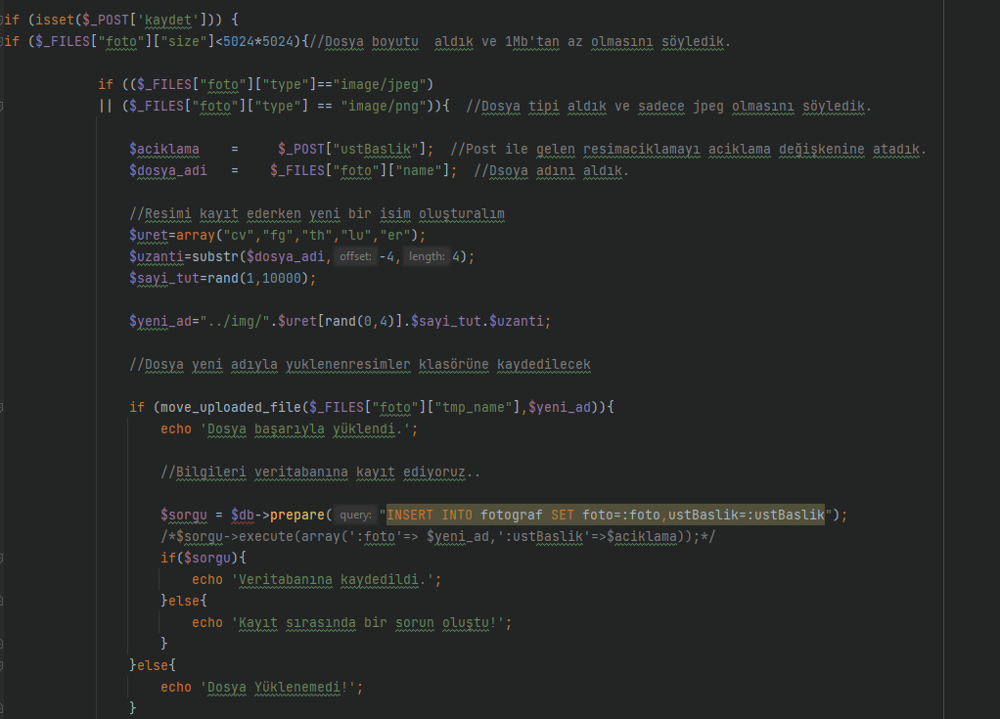 if (isset($_POST['kaydet'])) {
if ($_FILES["foto"]["size"]<5024*5024){//Dosya boyutu  aldık ve 1Mb'tan az olmasını söyledik.
if (($_FILES["foto"]["type"]=="image/jpeg")
|| ($_FILES["foto"]["type"] == "image/png")){  //Dosya tipi aldık ve sadece jpeg olmasını söyledik.
$aciklama    =     $_POST["ustBaslik"];  //Post ile gelen resimaciklamayı aciklama değişkenine atadık.
$dosya_adi   =    $_FILES["foto"]["name"];  //Dsoya adını aldık.
//Resimi kayıt ederken yeni bir isim oluşturalım
$uret=array("cv","fg","th","lu","er");
$uzanti=substr($dosya_adi, offset: -4, length: 4);
$sayi_tut=rand(1,10000);
$yeni_ad="../img/".$uret[rand(0,4)].$sayi_tut.$uzanti;
//Dosya yeni adıyla yuklenenresimler klasörüne kaydedilecek
if (move_uploaded_file($_FILES["foto"]["tmp_name"],$yeni_ad)){
echo 'Dosya başarıyla yüklendi.';
//Bilgileri veritabanına kayıt ediyoruz..
$sorgu = $db->prepare( query: "INSERT INTO fotograf SET foto=:foto,ustBaslik=:ustBaslik");
/*$sorgu->execute(array(':foto'=> $yeni_ad,':ustBaslik'=>$aciklama));*/
if($sorgu){
echo 'Veritabanına kaydedildi.';
}else{
echo 'Kayıt sırasında bir sorun oluştu!';
}
}else{
echo 'Dosya Yüklenemedi!';
}